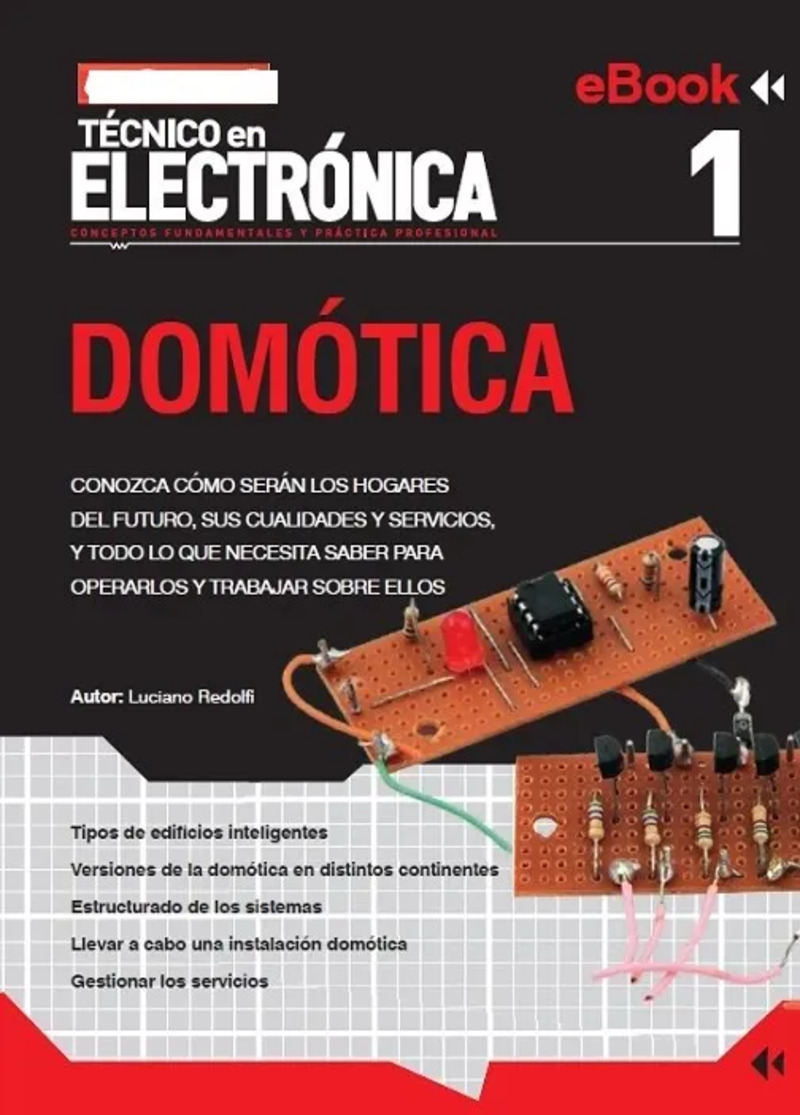 eBook
TÉCNICO en
ELECTRÓNICA
1
CONCEPTOS FUNDAMENTALES Y PRÁCTICA PROFESIONAL
DOMÓTICA
CONOZCA CÓMO SERÁN LOS HOGARES
DEL FUTURO, SUS CUALIDADES Y SERVICIOS,
Y TODO LO QUE NECESITA SABER PARA
OPERARLOS Y TRABAJAR SOBRE ELLOS
Autor: Luciano Redolfi
Tipos de edificios inteligentes
Versiones de la domótica en distintos continentes
Estructurado de los sistemas
Llevar a cabo una instalación domótica
Gestionar los servicios